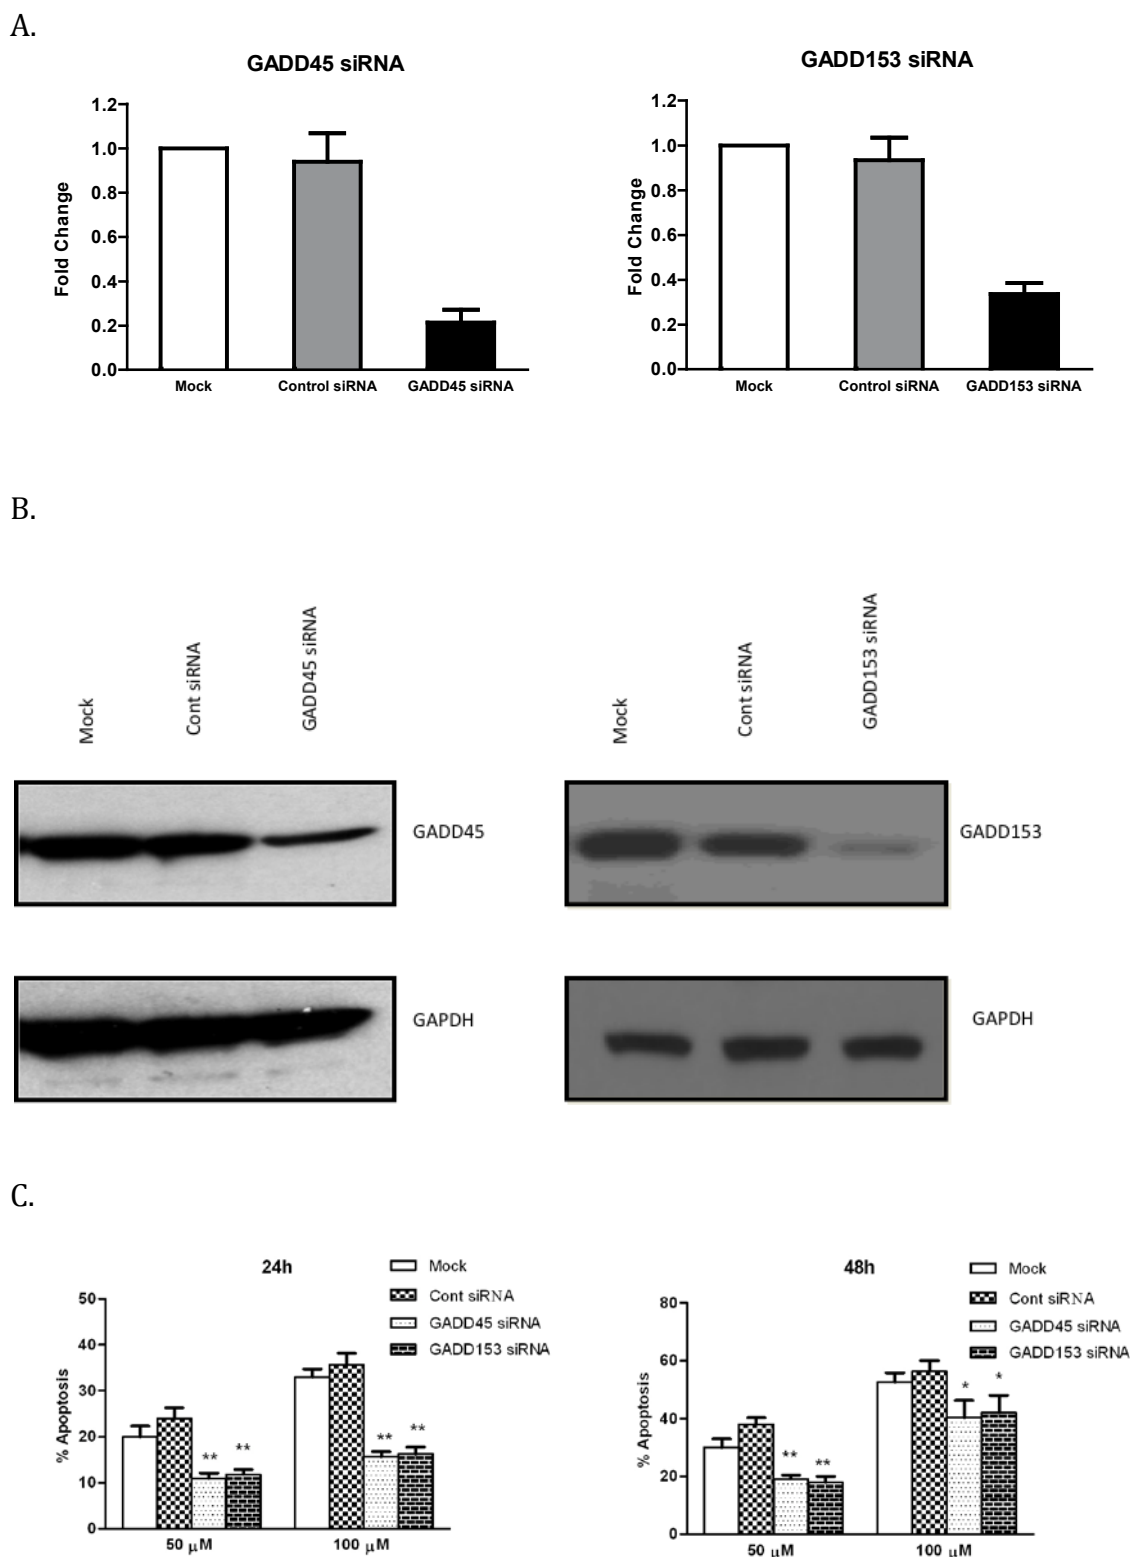 A.
GADD45 siRNA
1.2
1.0
0.8
0.6
0.4
0.2
0.0
Fold Change
Mock Control siRNA GADD45 siRNA
GADD153 siRNA
1.2
1.0
0.8
0.6
0.4
0.2
0.0
Fold Change
Mock Control siRNA GADD153 siRNA
B.
Mock
Cont siRNA
GADD45 siRNA
GADD45
GAPDH
Mock
Cont siRNA
GADD153 siRNA
GADD153
GAPDH
C.
24h
Mock
Cont siRNA
GADD45 siRNA
GADD153 siRNA
50
40
30
20
10
0
% Apoptosis
** ** ** **
50 µM 100 µM
48h
Mock
Cont siRNA
GADD45 siRNA
GADD153 siRNA
80
60
40
20
0
% Apoptosis
** ** * *
50 µM 100 µM